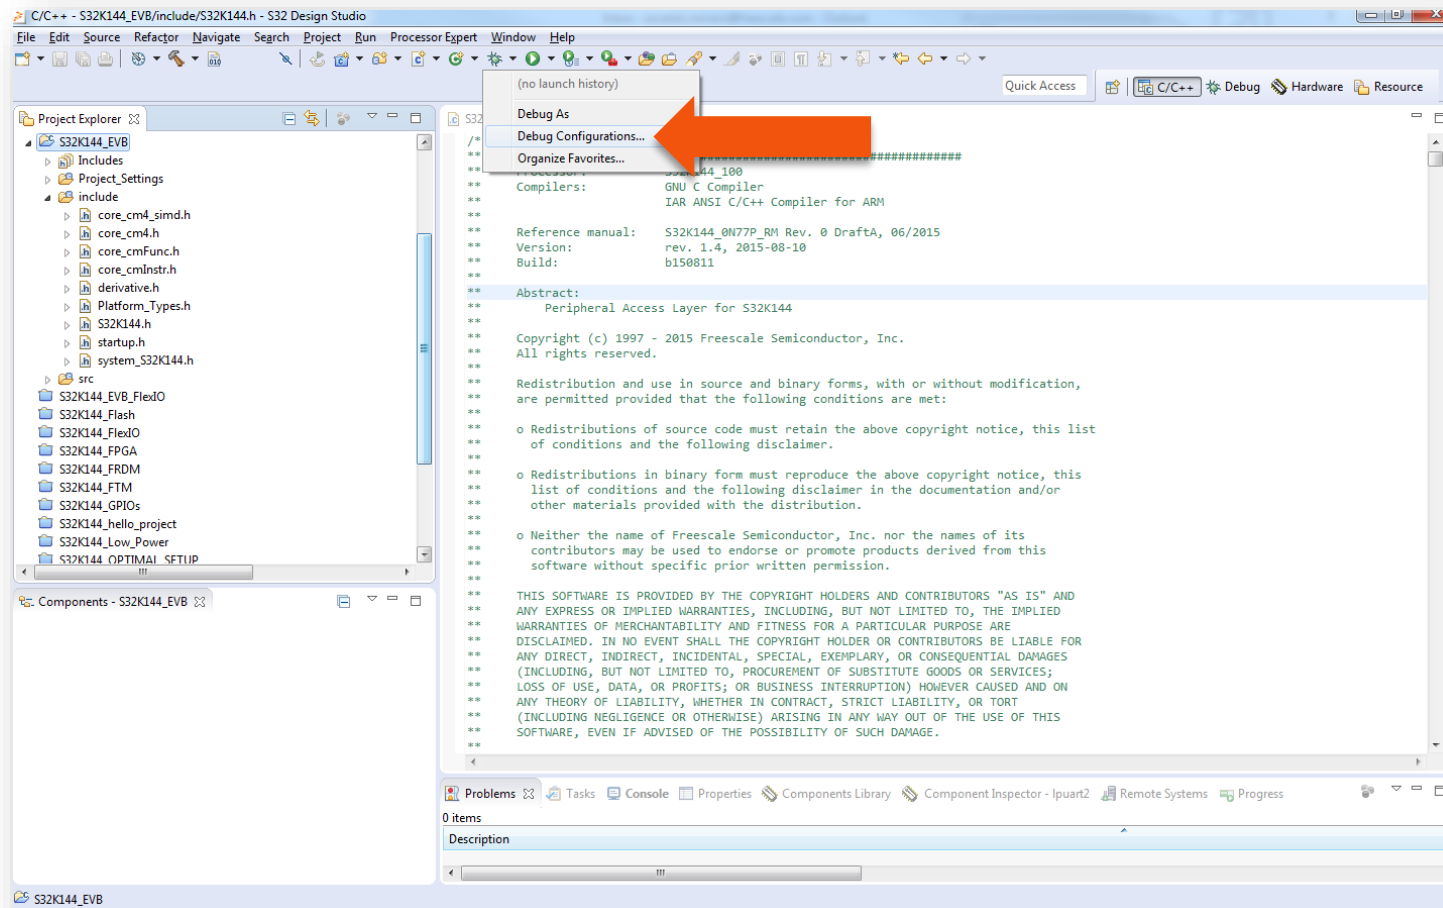 C/C++ - S32K144_EVB/include/S32K144.h - S32 Design Studio
File Edit Source Refactor Navigate Search Project Run Processor Expert Window Help
Quick Access
C/C++
Debug
Hardware
Resource
(no launch history)
Debug As
Debug Configurations...
Organize Favorites...
Project Explorer
S32K144_EVB
Includes
Project_Settings
include
core_cm4_simd.h
core_cm4.h
core_cmFunc.h
core_cmInstr.h
derivative.h
Platform_Types.h
S32K144.h
startup.h
system_S32K144.h
src
S32K144_EVB_FlexIO
S32K144_Flash
S32K144_FlexIO
S32K144_FPGA
S32K144_FRDM
S32K144_FTM
S32K144_GPIOs
S32K144_hello_project
S32K144_Low_Power
S32K144_OPTIMAL_SETUP
Components - S32K144_EVB
S32
/*
** ###################################
** Processor: S32K144_100
** Compilers: GNU C Compiler
** IAR ANSI C/C++ Compiler for ARM
**
** Reference manual: S32K144_0N77P_RM Rev. 0 DraftA, 06/2015
** Version: rev. 1.4, 2015-08-10
** Build: b150811
**
** Abstract:
** Peripheral Access Layer for S32K144
**
** Copyright (c) 1997 - 2015 Freescale Semiconductor, Inc.
** All rights reserved.
**
** Redistribution and use in source and binary forms, with or without modification,
** are permitted provided that the following conditions are met:
**
** o Redistributions of source code must retain the above copyright notice, this list
** of conditions and the following disclaimer.
**
** o Redistributions in binary form must reproduce the above copyright notice, this
** list of conditions and the following disclaimer in the documentation and/or
** other materials provided with the distribution.
**
** o Neither the name of Freescale Semiconductor, Inc. nor the names of its
** contributors may be used to endorse or promote products derived from this
** software without specific prior written permission.
**
** THIS SOFTWARE IS PROVIDED BY THE COPYRIGHT HOLDERS AND CONTRIBUTORS "AS IS" AND
** ANY EXPRESS OR IMPLIED WARRANTIES, INCLUDING, BUT NOT LIMITED TO, THE IMPLIED
** WARRANTIES OF MERCHANTABILITY AND FITNESS FOR A PARTICULAR PURPOSE ARE
** DISCLAIMED. IN NO EVENT SHALL THE COPYRIGHT HOLDER OR CONTRIBUTORS BE LIABLE FOR
** ANY DIRECT, INDIRECT, INCIDENTAL, SPECIAL, EXEMPLARY, OR CONSEQUENTIAL DAMAGES
** (INCLUDING, BUT NOT LIMITED TO, PROCUREMENT OF SUBSTITUTE GOODS OR SERVICES;
** LOSS OF USE, DATA, OR PROFITS; OR BUSINESS INTERRUPTION) HOWEVER CAUSED AND ON
** ANY THEORY OF LIABILITY, WHETHER IN CONTRACT, STRICT LIABILITY, OR TORT
** (INCLUDING NEGLIGENCE OR OTHERWISE) ARISING IN ANY WAY OUT OF THE USE OF THIS
** SOFTWARE, EVEN IF ADVISED OF THE POSSIBILITY OF SUCH DAMAGE.
**
Problems Tasks Console Properties Components Library Component Inspector - lpuart2 Remote Systems Progress
0 items
Description
S32K144_EVB